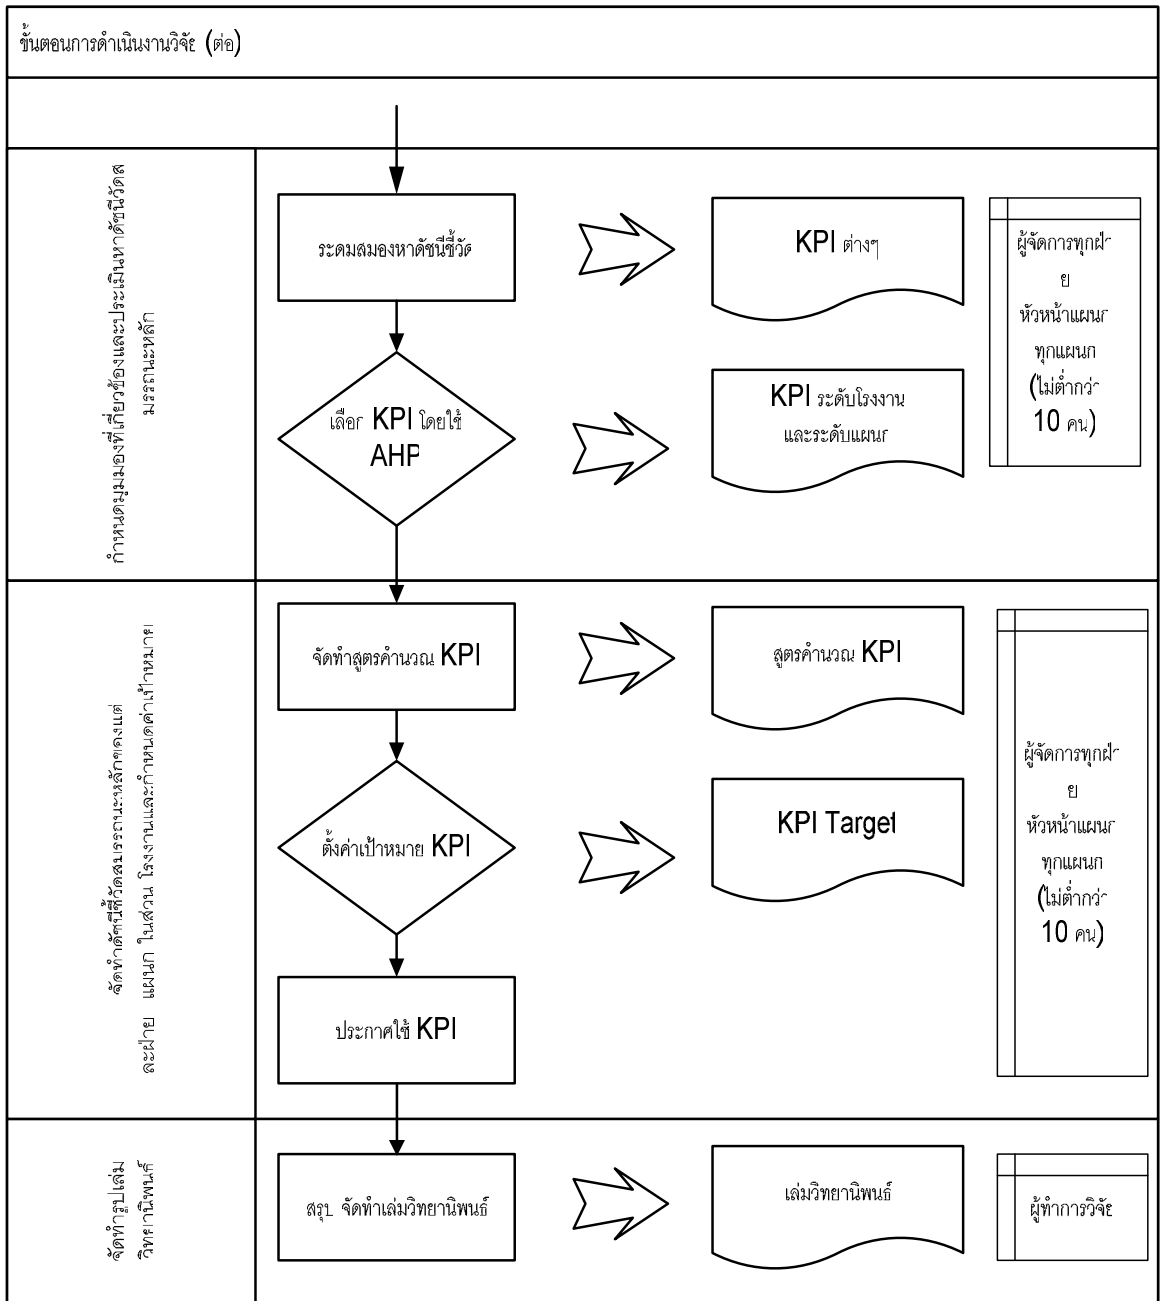 ขั้นตอนการดำเนินงานวิจัย (ต่อ)
กำหนดมุมมองที่เกี่ยวข้องและประเมินหาดัชนีวัดส
มรรถนะหลัก
ระดมสมองหาดัชนีชี้วัด
KPI ต่างๆ
ผู้จัดการทุกฝ่า
ย
หัวหน้าแผนก
ทุกแผนก
(ไม่ต่ำกว่า
10 คน)
เลือก KPI โดยใช้
AHP
KPI ระดับโรงงาน
และระดับแผนก
จัดทำดัชนีชี้วัดสมรรถนะหลักของแต่
ละฝ่าย แผนก ในส่วน โรงงานและกำหนดค่าเป้าหมาย
จัดทำสูตรคำนวณ KPI
สูตรคำนวณ KPI
ผู้จัดการทุกฝ่า
ย
หัวหน้าแผนก
ทุกแผนก
(ไม่ต่ำกว่า
10 คน)
ตั้งค่าเป้าหมาย KPI
KPI Target
ประกาศใช้ KPI
จัดทำรูปเล่ม
วิทยานิพนธ์
สรุป จัดทำเล่มวิทยานิพนธ์
เล่มวิทยานิพนธ์
ผู้ทำการวิจัย